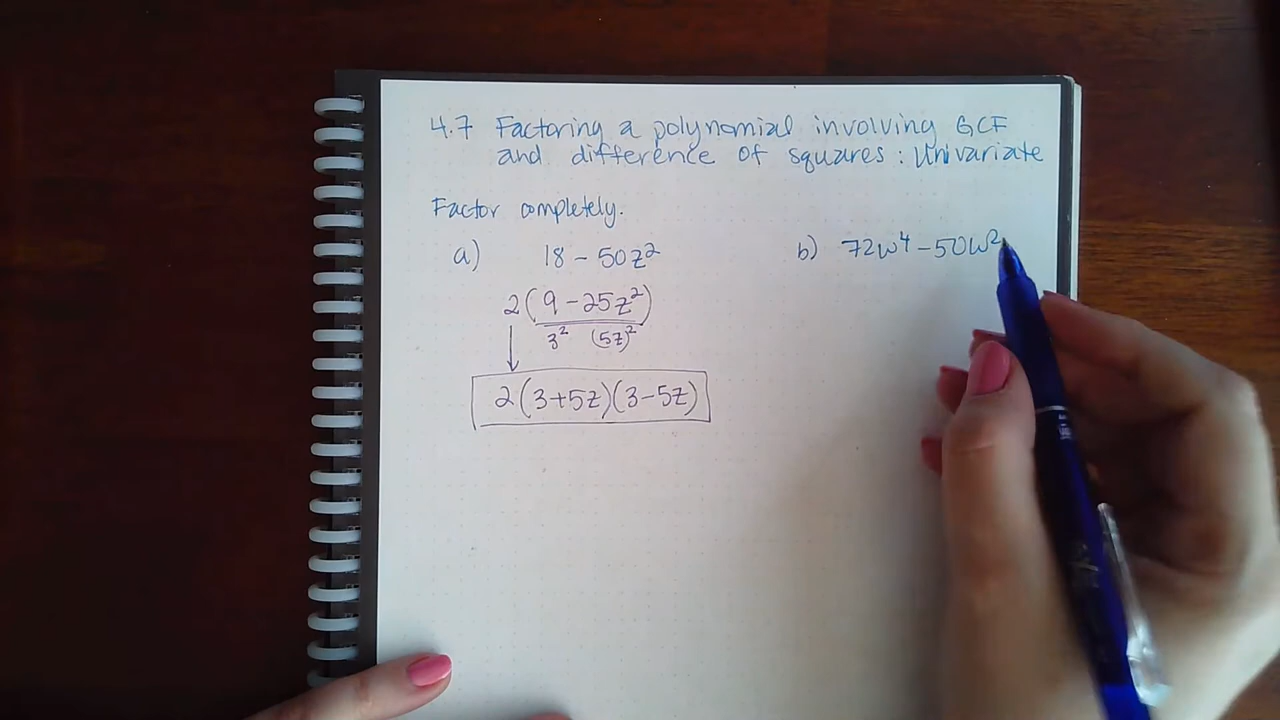 4.7 Factoring a polynomial involving GCF
and difference of squares : Univariate
Factor completely.
a) 18 - 50z²
2(9 - 25z²)
3² (5z)²
2(3+5z)(3-5z)
b) 72w⁴ - 50w²